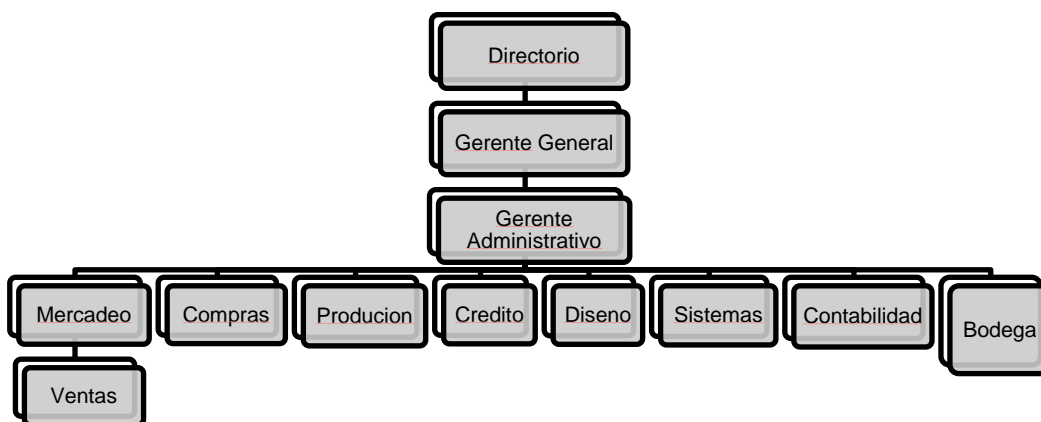 Directorio
Gerente General
Gerente
Administrativo
Mercadeo
Compras
Producion
Credito
Diseno
Sistemas
Contabilidad
Bodega
Ventas